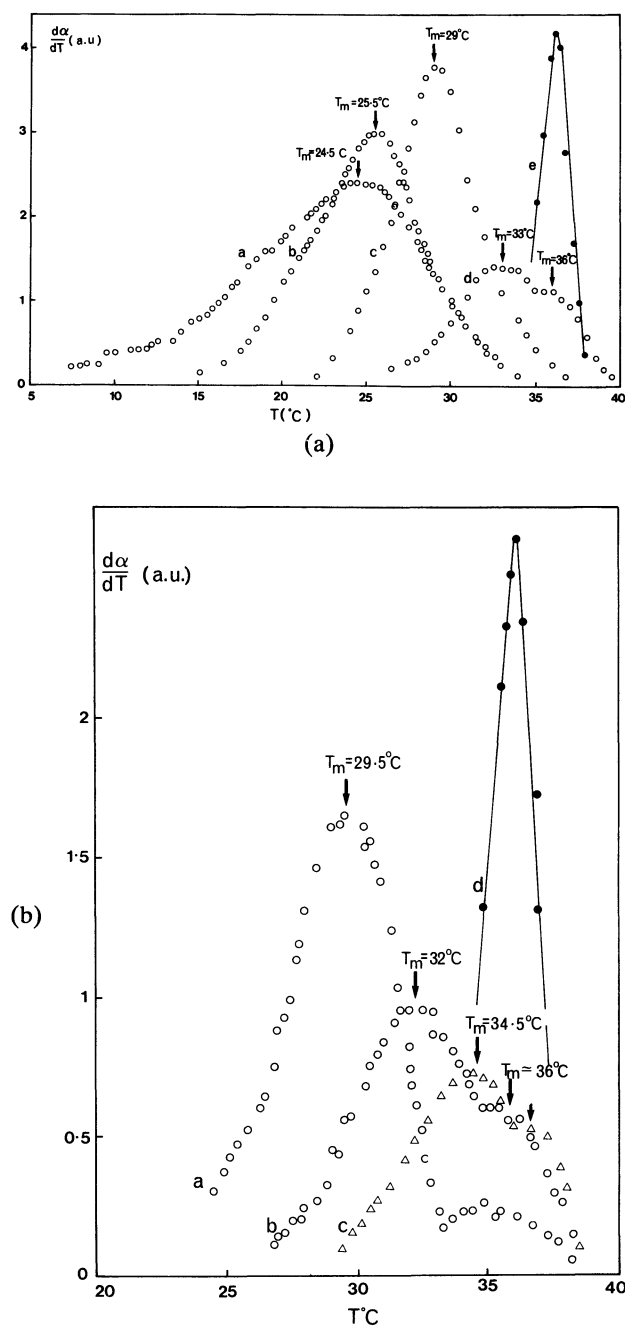 dα/dT (a.u.)
4
3
2
1
0
Tm=29°C
Tm=25·5°C
Tm=24·5 C
Tm=33°C
Tm=36°C
a
b
c
e
d
e
5 10 15 20 25 30 35 40
T(°C)
(a)
dα/dT (a.u.)
2
1·5
1
0·5
0
Tm=29·5°C
Tm=32°C
Tm=34·5°C
Tm≃36°
d
a
b
c
c
(b)
20 25 30 35 40
T°C